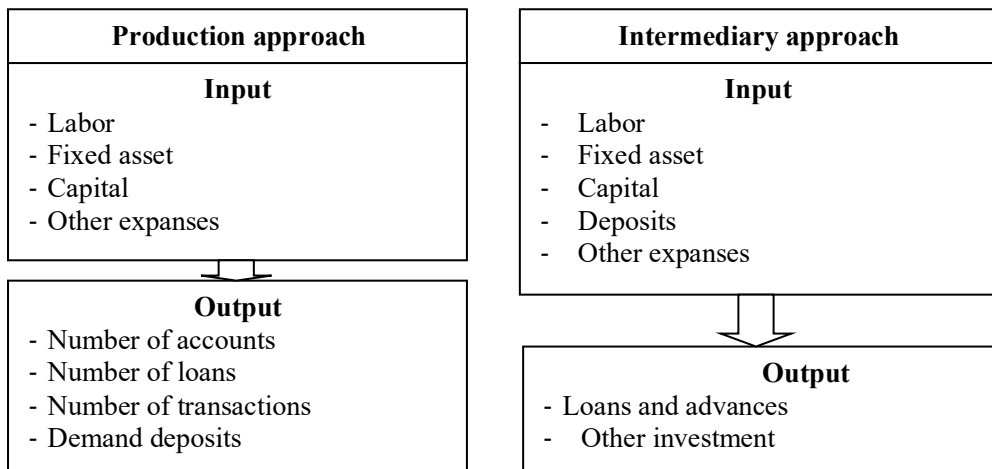 Production approach
Input
- Labor
- Fixed asset
- Capital
- Other expanses
Output
- Number of accounts
- Number of loans
- Number of transactions
- Demand deposits
Intermediary approach
Input
- Labor
- Fixed asset
- Capital
- Deposits
- Other expanses
Output
- Loans and advances
- Other investment